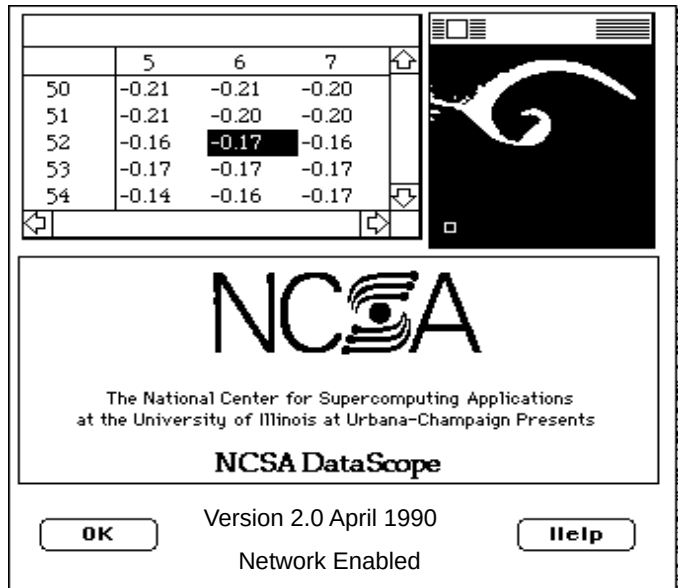 5 6 7
50 -0.21 -0.21 -0.20
51 -0.21 -0.20 -0.20
52 -0.16 -0.17 -0.16
53 -0.17 -0.17 -0.17
54 -0.14 -0.16 -0.17
NCSA
The National Center for Supercomputing Applications
at the University of Illinois at Urbana-Champaign Presents
NCSA DataScope
Version 2.0 April 1990
OK Help
Network Enabled